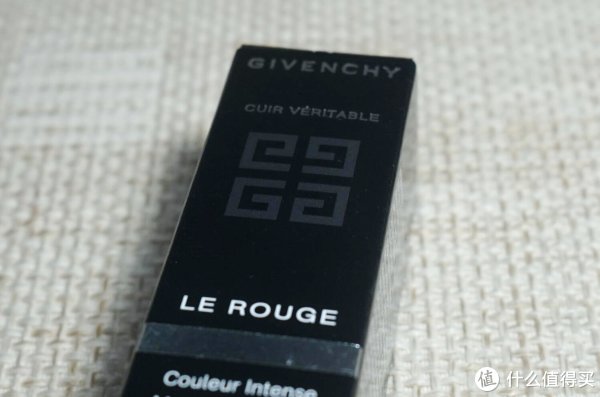 GIVENCHY
CUIR VÉRITABLE
LE ROUGE
Couleur Intense
值 什么值得买